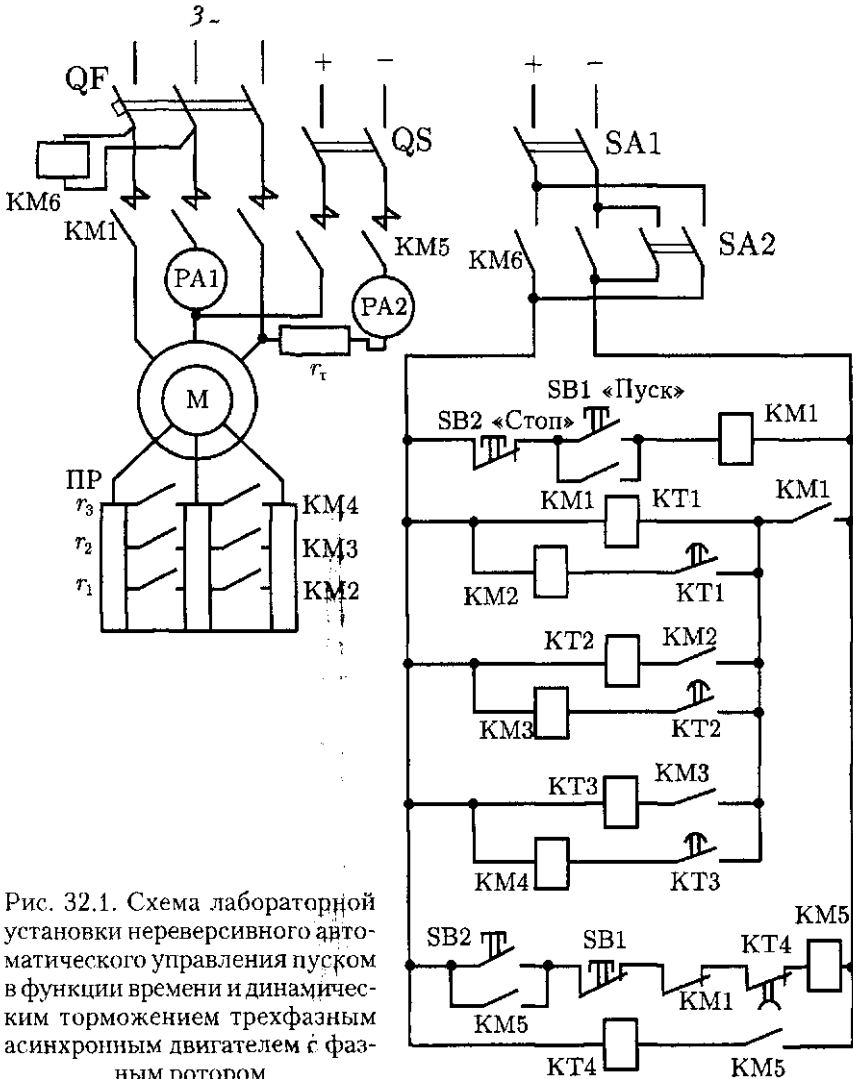 3~
+ −
+ −
QF
QS
SA1
KM6
KM1
KM5
KM6
SA2
PA1
PA2
rт
M
SB1 «Пуск»
SB2 «Стоп»
KM1
ПР
KM1
KT1
KM1
r3
KM4
r2
KM3
r1
KM2
KM2
KT1
KT2
KM2
KM3
KT2
KT3
KM3
KM4
KT3
Рис. 32.1. Схема лабораторной
установки нереверсивного авто-
матического управления пуском
в функции времени и динамичес-
ким торможением трехфазным
асинхронным двигателем с фаз-
ным ротором
SB2
SB1
KT4
KM5
KM5
KM1
KT4
KM5